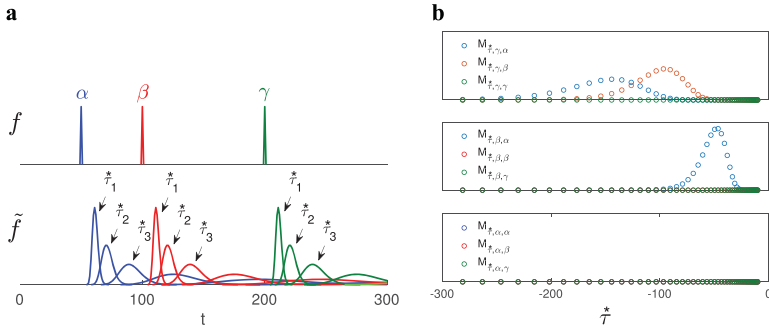 a
b
α β γ
f
τ*₁ τ*₁ τ*₁
τ*₂ τ*₂ τ*₂
τ*₃ τ*₃ τ*₃
f̃
0 100 200 300
t
M τ*,γ,α
M τ*,γ,β
M τ*,γ,γ
M τ*,β,α
M τ*,β,β
M τ*,β,γ
M τ*,α,α
M τ*,α,β
M τ*,α,γ
-300 -200 -100 0
τ*